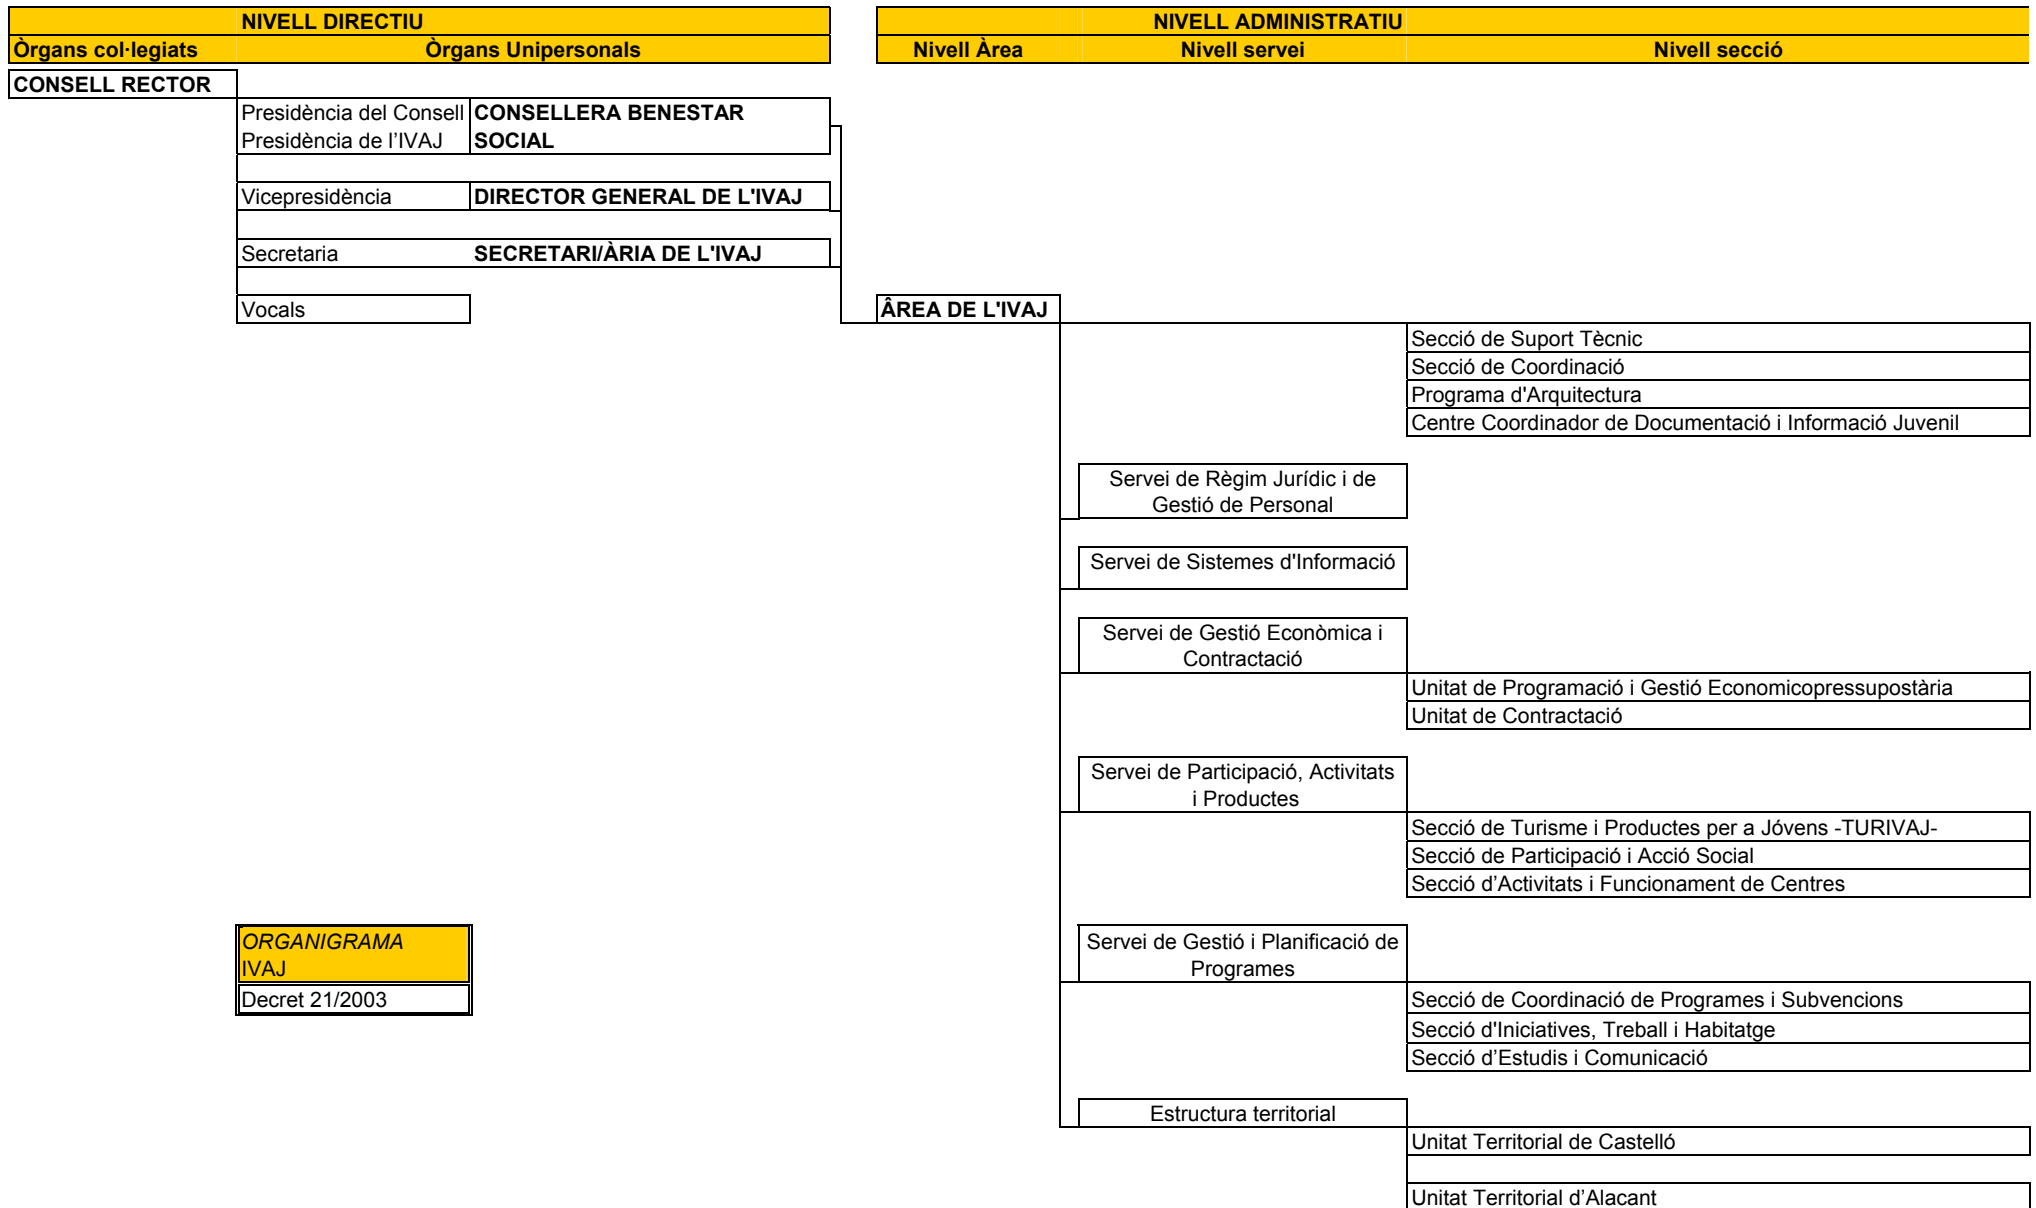 NIVELL DIRECTIU
NIVELL ADMINISTRATIU
Òrgans col·legiats
Òrgans Unipersonals
Nivell Àrea
Nivell servei
Nivell secció
CONSELL RECTOR
Presidència del Consell
Presidència de l’IVAJ
CONSELLERA BENESTAR
SOCIAL
Vicepresidència
DIRECTOR GENERAL DE L'IVAJ
Secretaria
SECRETARI/ÀRIA DE L'IVAJ
Vocals
ÂREA DE L'IVAJ
Secció de Suport Tècnic
Secció de Coordinació
Programa d'Arquitectura
Centre Coordinador de Documentació i Informació Juvenil
Servei de Règim Jurídic i de
Gestió de Personal
Servei de Sistemes d'Informació
Servei de Gestió Econòmica i
Contractació
Unitat de Programació i Gestió Economicopressupostària
Unitat de Contractació
Servei de Participació, Activitats
i Productes
Secció de Turisme i Productes per a Jóvens -TURIVAJ-
Secció de Participació i Acció Social
Secció d’Activitats i Funcionament de Centres
ORGANIGRAMA
IVAJ
Decret 21/2003
Servei de Gestió i Planificació de
Programes
Secció de Coordinació de Programes i Subvencions
Secció d'Iniciatives, Treball i Habitatge
Secció d’Estudis i Comunicació
Estructura territorial
Unitat Territorial de Castelló
Unitat Territorial d’Alacant